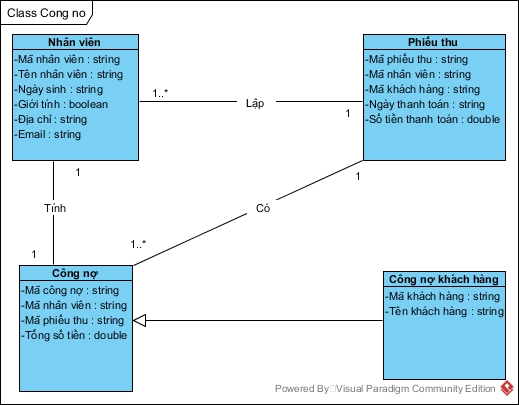 Class Cong no
Nhân viên
-Mã nhân viên : string
-Tên nhân viên : string
-Ngày sinh : string
-Giới tính : boolean
-Địa chỉ : string
-Email : string
Phiếu thu
-Mã phiếu thu : string
-Mã nhân viên : string
-Mã khách hàng : string
-Ngày thanh toán : string
-Số tiền thanh toán : double
1..*
Lập
1
1
Tính
1
1
Có
1..*
Công nợ
-Mã công nợ : string
-Mã nhân viên : string
-Mã phiếu thu : string
-Tổng số tiền : double
Công nợ khách hàng
-Mã khách hàng : string
-Tên khách hàng : string
Powered By Visual Paradigm Community Edition